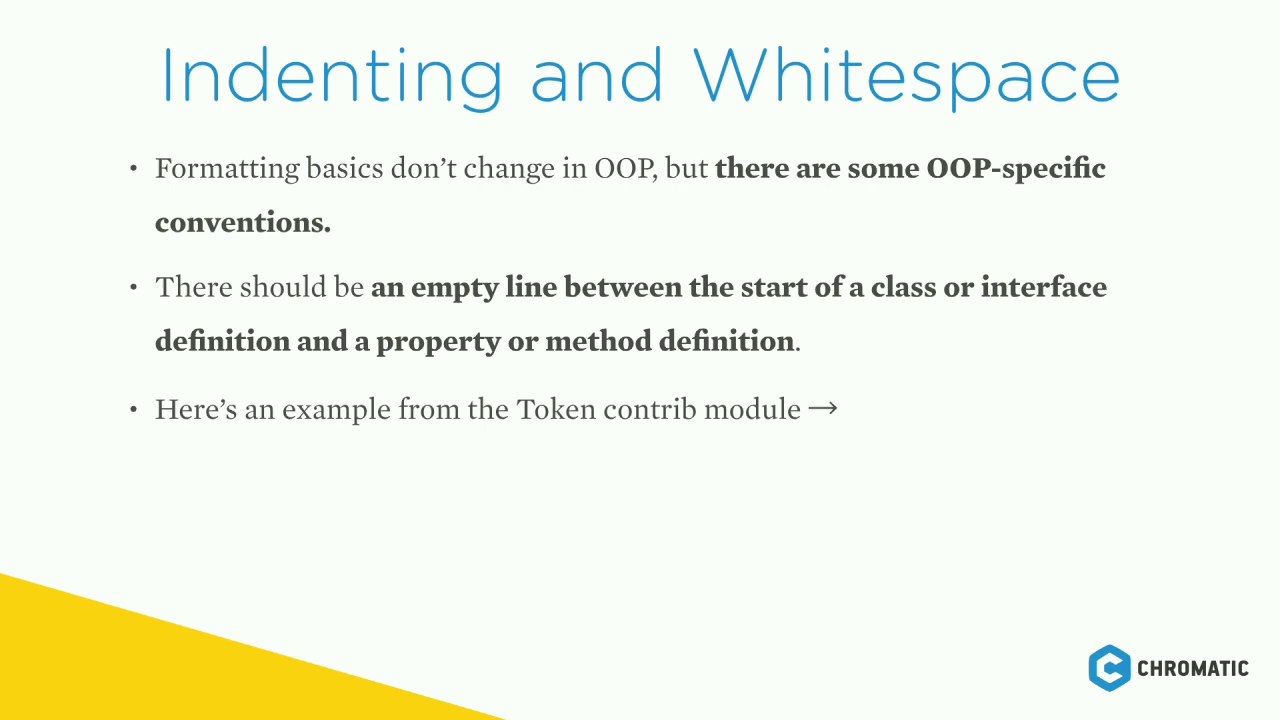 Indenting and Whitespace
• Formatting basics don’t change in OOP, but there are some OOP-specific
conventions.
• There should be an empty line between the start of a class or interface
definition and a property or method definition.
• Here’s an example from the Token contrib module →
CHROMATIC